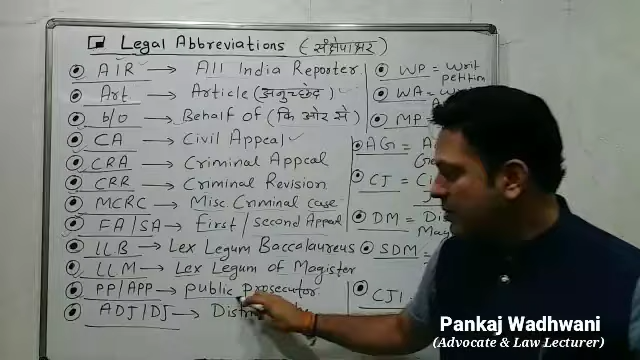 Legal Abbreviations (संक्षेपाक्षर)
AIR → All India Reporter.
Art → Article (अनुच्छेद)
b/o → Behalf of (कि ओर से)
CA → Civil Appeal
CRA → Criminal Appeal
CRR → Criminal Revision
MCRC → Misc Criminal case
FA/SA → First/second Appeal
LLB → Lex Legum Baccalaureus
LLM → Lex Legum of Magister
PP/APP → public prosecutor
ADJ/DJ →
WP = Writ
petition
WA =
MP =
AG =
CJ =
DM =
SDM =
CJI
Pankaj Wadhwani
(Advocate & Law Lecturer)